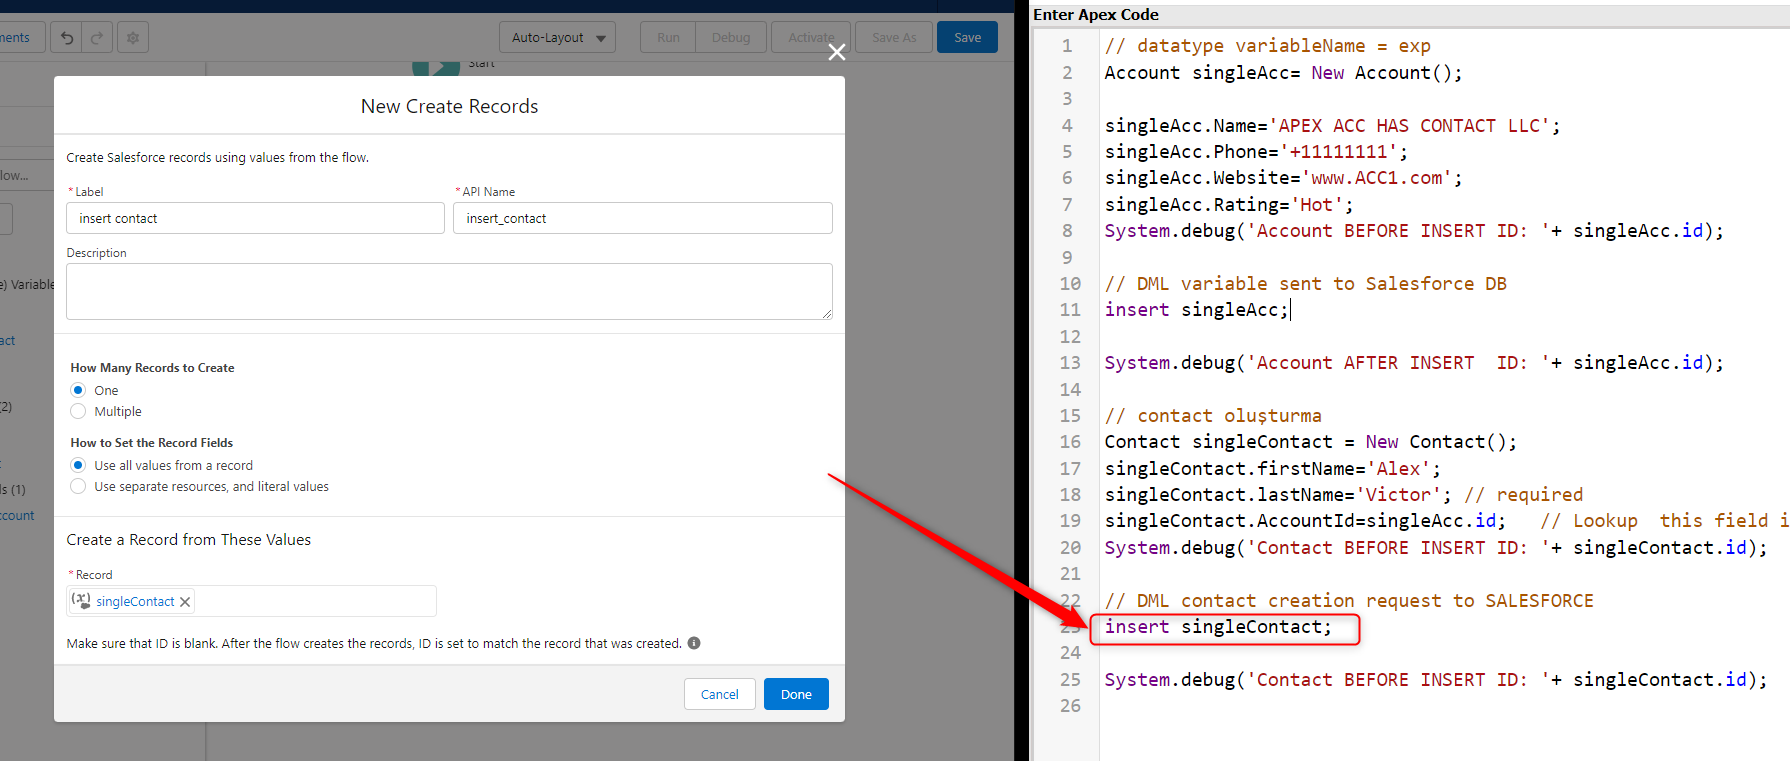 ments
Auto-Layout
Run
Debug
Activate
Save As
Save
Start
New Create Records
Create Salesforce records using values from the flow.
* Label
* API Name
insert contact
insert_contact
Description
low...
e) Variable
act
(2)
ls (1)
ccount
How Many Records to Create
One
Multiple
How to Set the Record Fields
Use all values from a record
Use separate resources, and literal values
Create a Record from These Values
* Record
(x) singleContact ×
Make sure that ID is blank. After the flow creates the records, ID is set to match the record that was created.
Cancel
Done
Enter Apex Code
1 // datatype variableName = exp
2 Account singleAcc= New Account();
3
4 singleAcc.Name='APEX ACC HAS CONTACT LLC';
5 singleAcc.Phone='+11111111';
6 singleAcc.Website='www.ACC1.com';
7 singleAcc.Rating='Hot';
8 System.debug('Account BEFORE INSERT ID: '+ singleAcc.id);
9
10 // DML variable sent to Salesforce DB
11 insert singleAcc;
12
13 System.debug('Account AFTER INSERT  ID: '+ singleAcc.id);
14
15 // contact oluşturma
16 Contact singleContact = New Contact();
17 singleContact.firstName='Alex';
18 singleContact.lastName='Victor'; // required
19 singleContact.AccountId=singleAcc.id;   // Lookup  this field i
20 System.debug('Contact BEFORE INSERT ID: '+ singleContact.id);
21
22 // DML contact creation request to SALESFORCE
23 insert singleContact;
24
25 System.debug('Contact BEFORE INSERT ID: '+ singleContact.id);
26